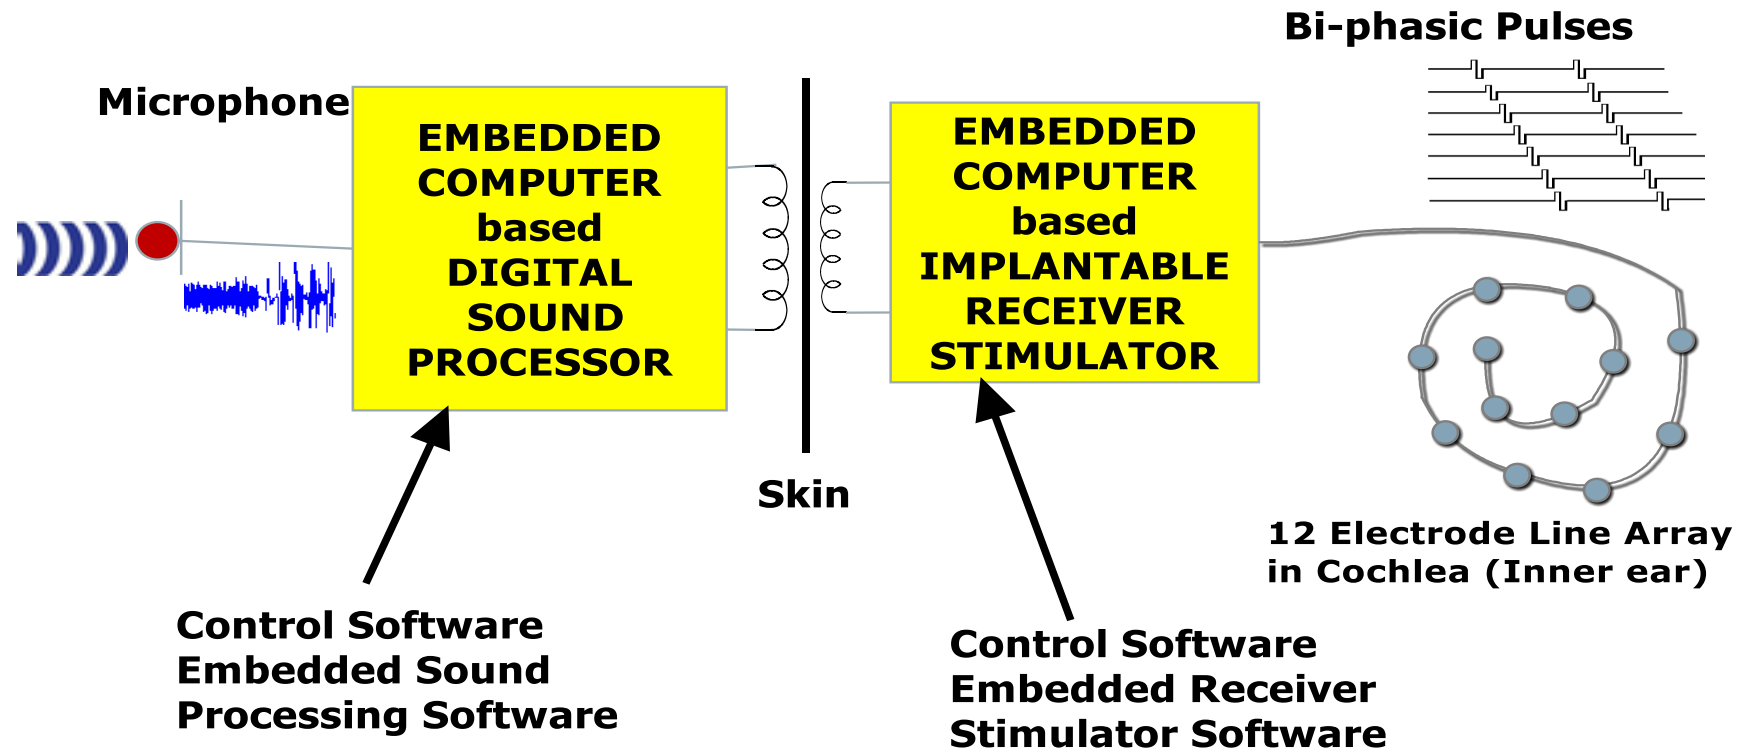 Bi-phasic Pulses
Microphone
EMBEDDED
COMPUTER
based
DIGITAL
SOUND
PROCESSOR
EMBEDDED
COMPUTER
based
IMPLANTABLE
RECEIVER
STIMULATOR
Skin
12 Electrode Line Array
in Cochlea (Inner ear)
Control Software
Embedded Sound
Processing Software
Control Software
Embedded Receiver
Stimulator Software